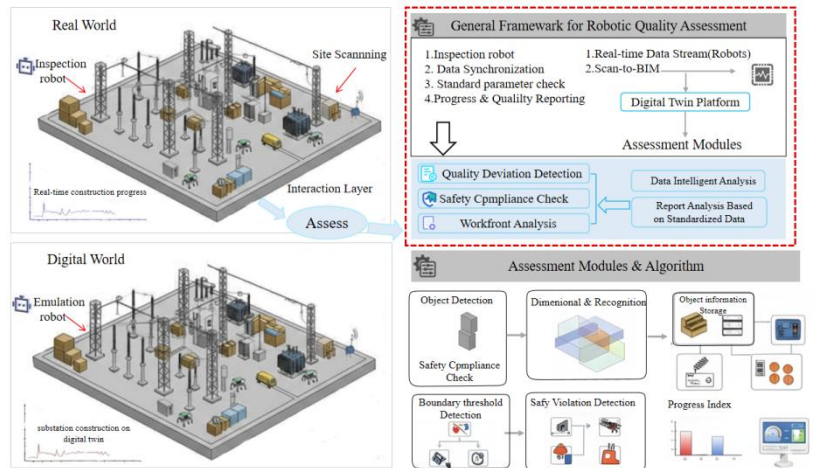 Real World
Inspection
robot
Site Scannning
Real-time construction progress
Interaction Layer
Assess
Digital World
Emulation
robot
substation construction on
digital twin
General Framework for Robotic Quality Assessment
1.Inspection robot
2. Data Synchronization
3. Standard parameter check
4.Progress & Qualilty Reporting
1.Real-time Data Stream(Robots)
2.Scan-to-BIM
Digital Twin Platform
Assessment Modules
Quality Deviation Detection
Safety Cpmpliance Check
Workfront Analysis
Data Intelligent Analysis
Report Analysis Based
on Standardized Data
Assessment Modules & Algorithm
Object Detection
Safety Cpmpliance
Check
Dimenional & Recognition
Object information
Storage
Boundary threshold
Detection
Safy Violation Detection
Progress Index